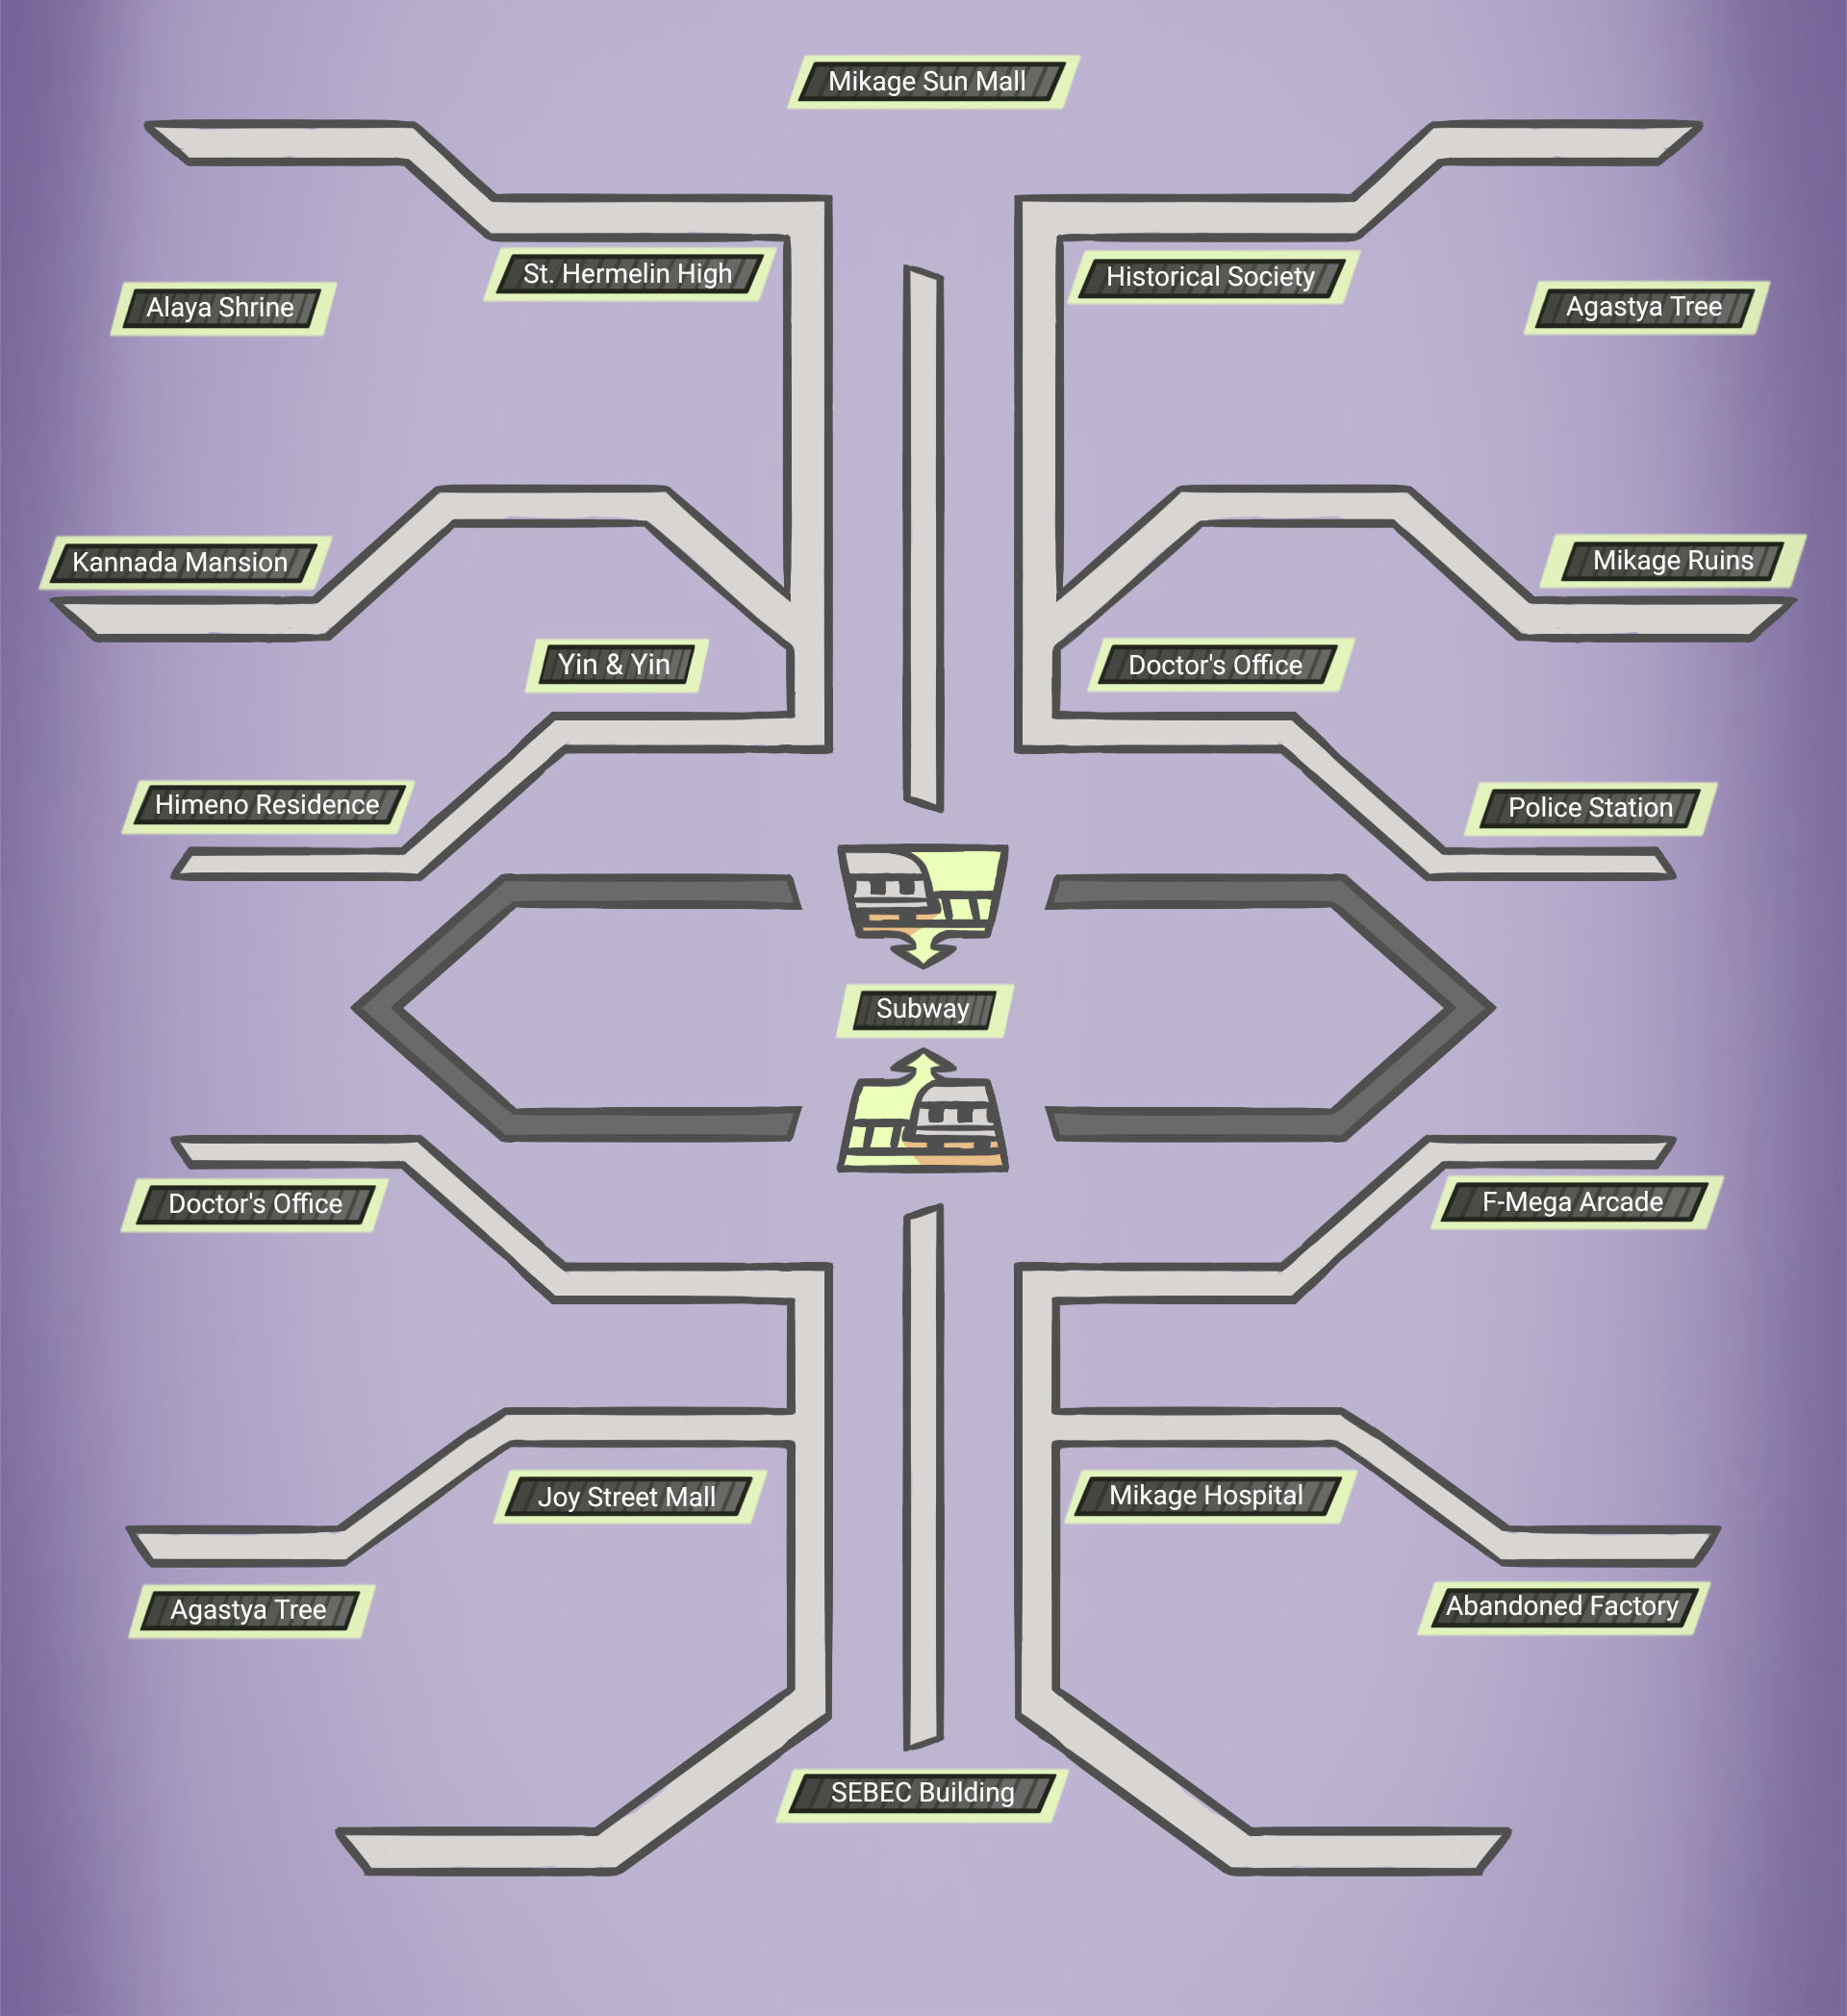 Mikage Sun Mall
St. Hermelin High
Historical Society
Alaya Shrine
Agastya Tree
Kannada Mansion
Mikage Ruins
Yin & Yin
Doctor's Office
Himeno Residence
Police Station
Subway
Doctor's Office
F-Mega Arcade
Joy Street Mall
Mikage Hospital
Agastya Tree
Abandoned Factory
SEBEC Building